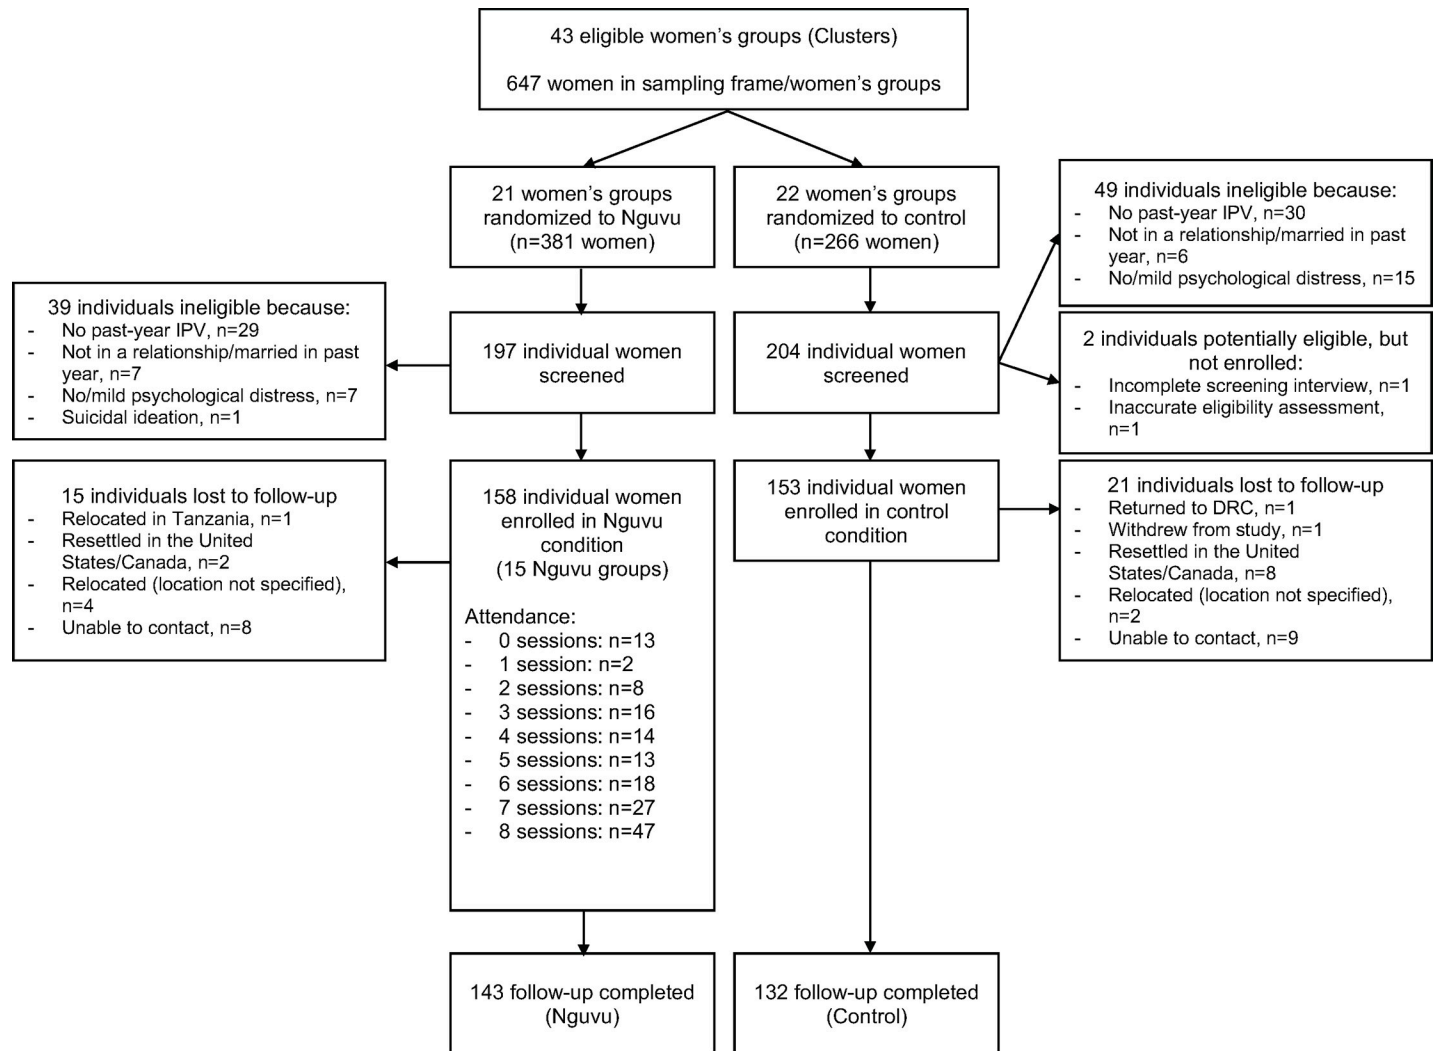 43 eligible women's groups (Clusters)
647 women in sampling frame/women's groups
21 women's groups
randomized to Nguvu
(n=381 women)
22 women's groups
randomized to control
(n=266 women)
49 individuals ineligible because:
- No past-year IPV, n=30
- Not in a relationship/married in past
year, n=6
- No/mild psychological distress, n=15
39 individuals ineligible because:
- No past-year IPV, n=29
- Not in a relationship/married in past
year, n=7
- No/mild psychological distress, n=7
- Suicidal ideation, n=1
197 individual women
screened
204 individual women
screened
2 individuals potentially eligible, but
not enrolled:
- Incomplete screening interview, n=1
- Inaccurate eligibility assessment,
n=1
15 individuals lost to follow-up
- Relocated in Tanzania, n=1
- Resettled in the United
States/Canada, n=2
- Relocated (location not specified),
n=4
- Unable to contact, n=8
158 individual women
enrolled in Nguvu
condition
(15 Nguvu groups)
Attendance:
- 0 sessions: n=13
- 1 session: n=2
- 2 sessions: n=8
- 3 sessions: n=16
- 4 sessions: n=14
- 5 sessions: n=13
- 6 sessions: n=18
- 7 sessions: n=27
- 8 sessions: n=47
153 individual women
enrolled in control
condition
21 individuals lost to follow-up
- Returned to DRC, n=1
- Withdrew from study, n=1
- Resettled in the United
States/Canada, n=8
- Relocated (location not specified),
n=2
- Unable to contact, n=9
143 follow-up completed
(Nguvu)
132 follow-up completed
(Control)